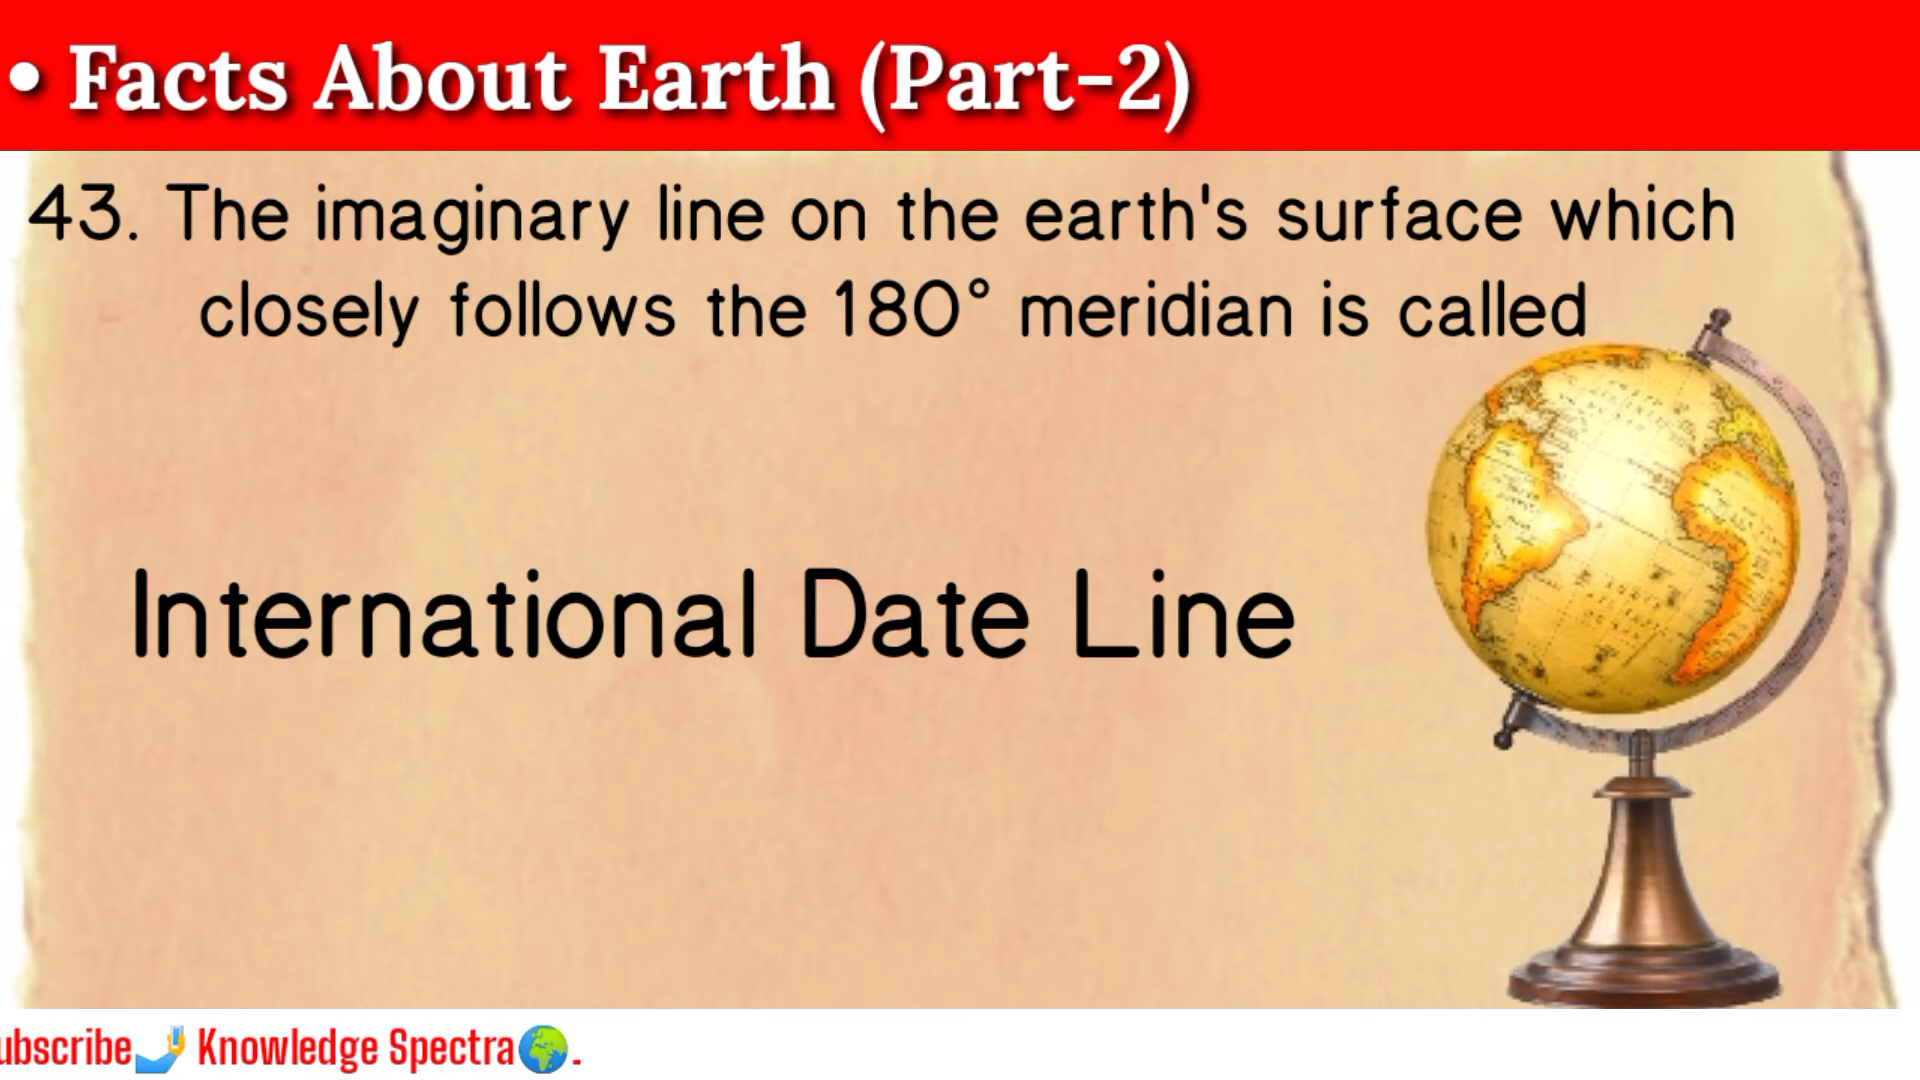 • Facts About Earth (Part-2)
43. The imaginary line on the earth's surface which
closely follows the 180° meridian is called
International Date Line
ubscribe🤳 Knowledge Spectra🌍.